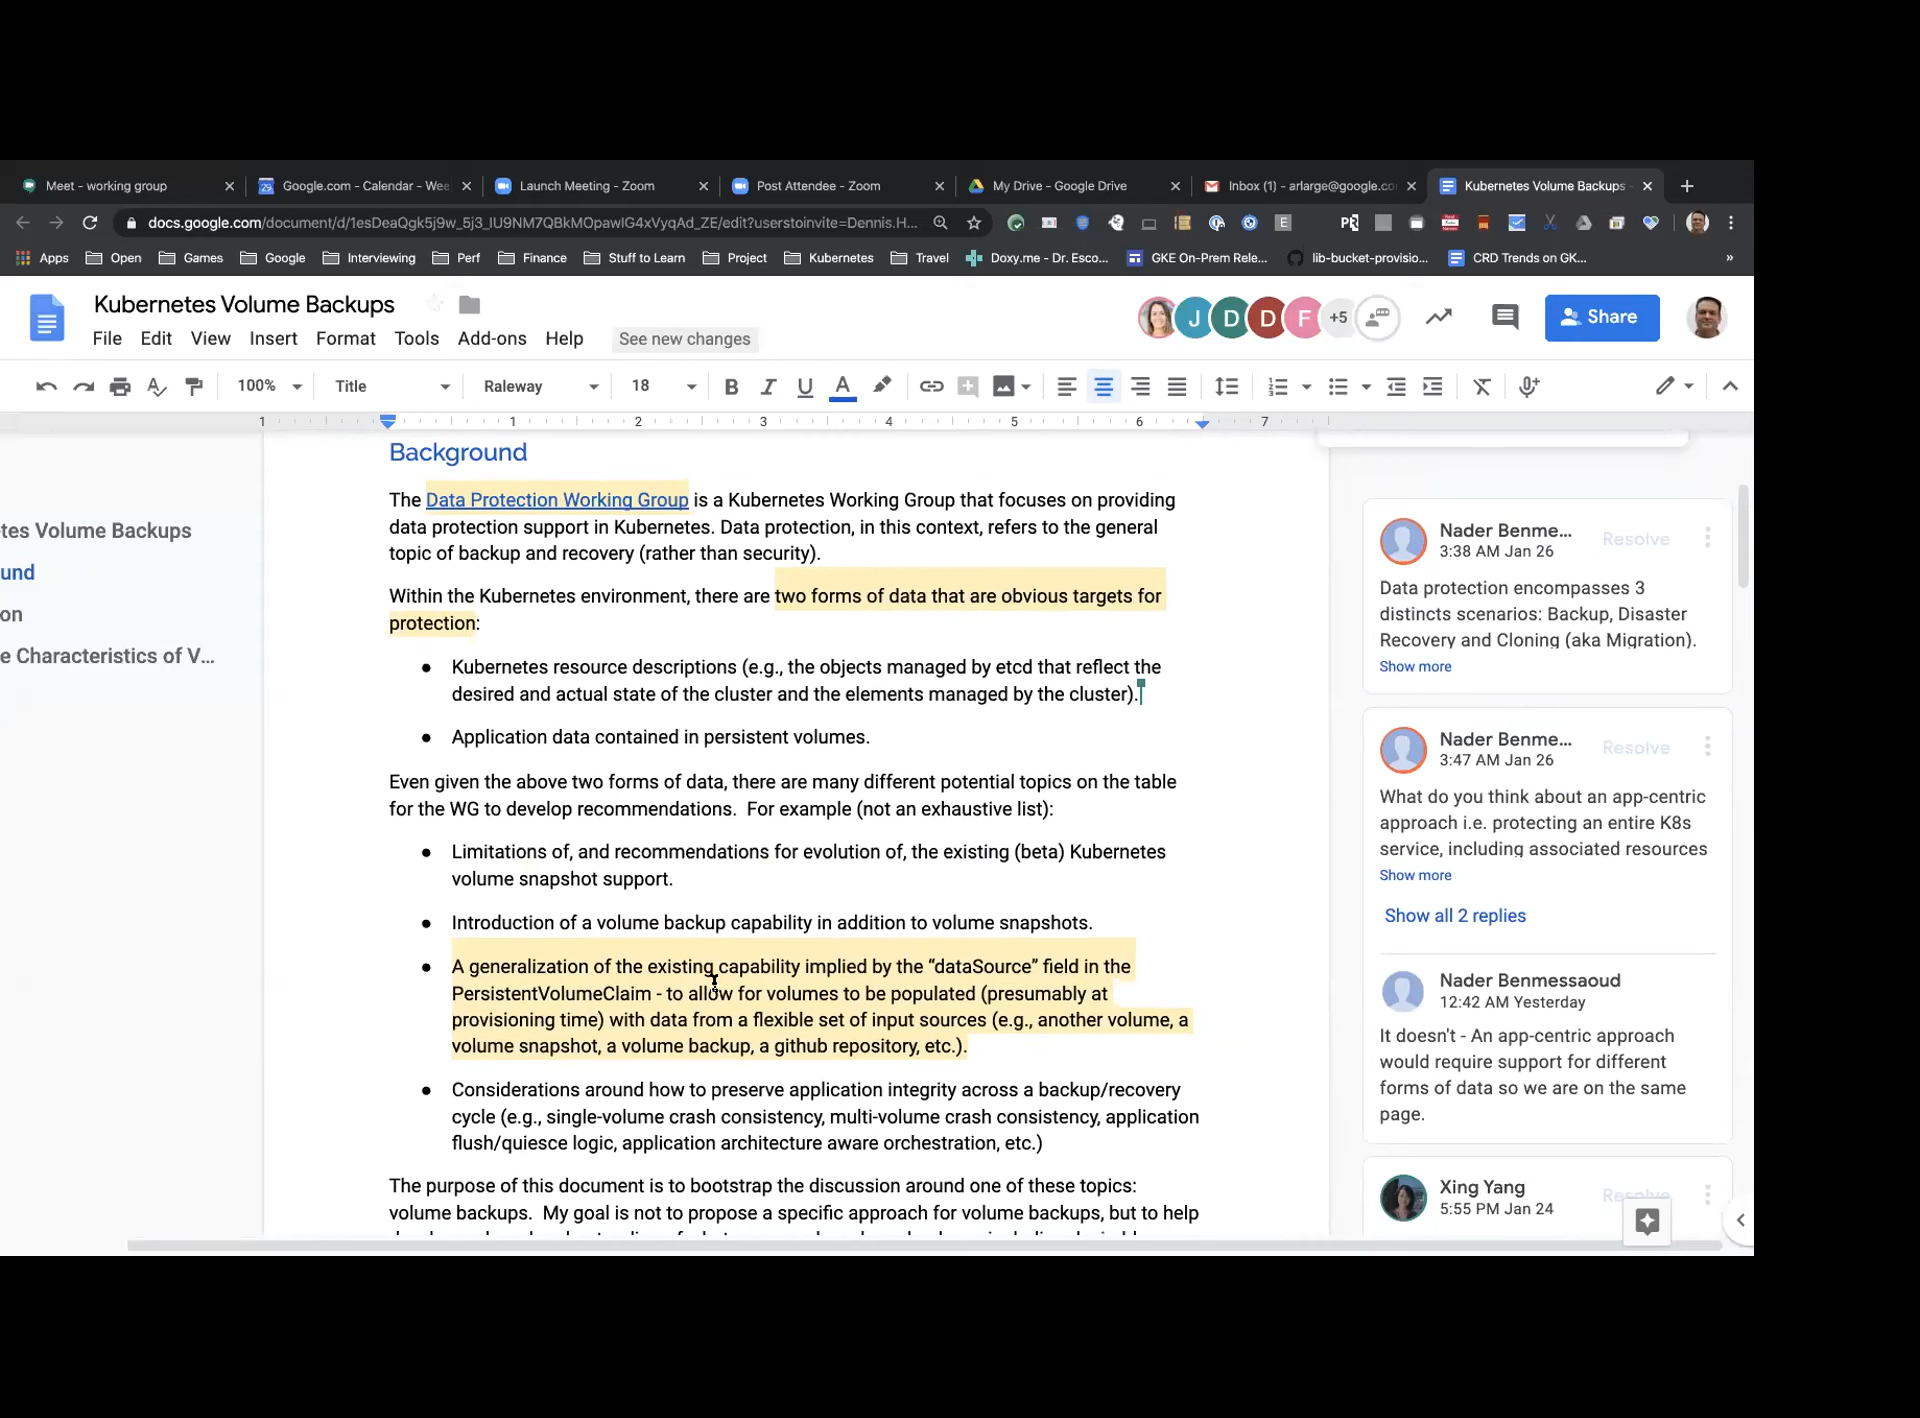 Meet - working group
Google.com - Calendar - Wee
Launch Meeting - Zoom
Post Attendee - Zoom
My Drive - Google Drive
Inbox (1) - arlarge@google.co
Kubernetes Volume Backups -
docs.google.com/document/d/1esDeaQgk5j9w_5j3_IU9NM7QBkMOpawIG4xVyqAd_ZE/edit?userstoinvite=Dennis.H...
Apps
Open
Games
Google
Interviewing
Perf
Finance
Stuff to Learn
Project
Kubernetes
Travel
Doxy.me - Dr. Esco...
GKE On-Prem Rele...
lib-bucket-provisio...
CRD Trends on GK...
»
Kubernetes Volume Backups
J D D F +5
Share
File Edit View Insert Format Tools Add-ons Help
See new changes
100% Title Raleway 18 B I U A
1 1 2 3 4 5 6 7
etes Volume Backups
und
on
e Characteristics of V...
Background
The Data Protection Working Group is a Kubernetes Working Group that focuses on providing
data protection support in Kubernetes. Data protection, in this context, refers to the general
topic of backup and recovery (rather than security).
Within the Kubernetes environment, there are two forms of data that are obvious targets for
protection:
● Kubernetes resource descriptions (e.g., the objects managed by etcd that reflect the
desired and actual state of the cluster and the elements managed by the cluster).
● Application data contained in persistent volumes.
Even given the above two forms of data, there are many different potential topics on the table
for the WG to develop recommendations. For example (not an exhaustive list):
● Limitations of, and recommendations for evolution of, the existing (beta) Kubernetes
volume snapshot support.
● Introduction of a volume backup capability in addition to volume snapshots.
● A generalization of the existing capability implied by the “dataSource” field in the
PersistentVolumeClaim - to allow for volumes to be populated (presumably at
provisioning time) with data from a flexible set of input sources (e.g., another volume, a
volume snapshot, a volume backup, a github repository, etc.).
● Considerations around how to preserve application integrity across a backup/recovery
cycle (e.g., single-volume crash consistency, multi-volume crash consistency, application
flush/quiesce logic, application architecture aware orchestration, etc.)
The purpose of this document is to bootstrap the discussion around one of these topics:
volume backups. My goal is not to propose a specific approach for volume backups, but to help
Nader Benme...
Resolve
3:38 AM Jan 26
Data protection encompasses 3
distincts scenarios: Backup, Disaster
Recovery and Cloning (aka Migration).
Show more
Nader Benme...
Resolve
3:47 AM Jan 26
What do you think about an app-centric
approach i.e. protecting an entire K8s
service, including associated resources
Show more
Show all 2 replies
Nader Benmessaoud
12:42 AM Yesterday
It doesn't - An app-centric approach
would require support for different
forms of data so we are on the same
page.
Xing Yang
Resolve
5:55 PM Jan 24